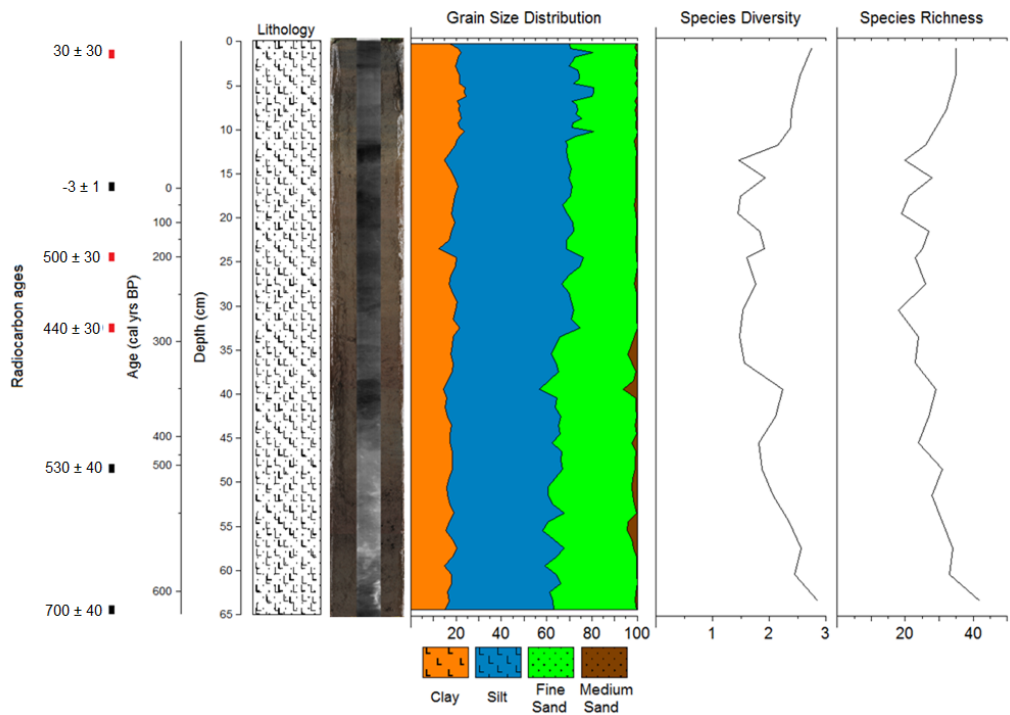 Grain Size Distribution
Species Diversity
Species Richness
Lithology
Radiocarbon ages
30 ± 30
-3 ± 1
500 ± 30
440 ± 30
530 ± 40
700 ± 40
Age (cal yrs BP)
0
100
200
300
400
500
600
Depth (cm)
0
5
10
15
20
25
30
35
40
45
50
55
60
65
20 40 60 80 100
1 2 3
20 40
Clay
Silt
Fine
Sand
Medium
Sand